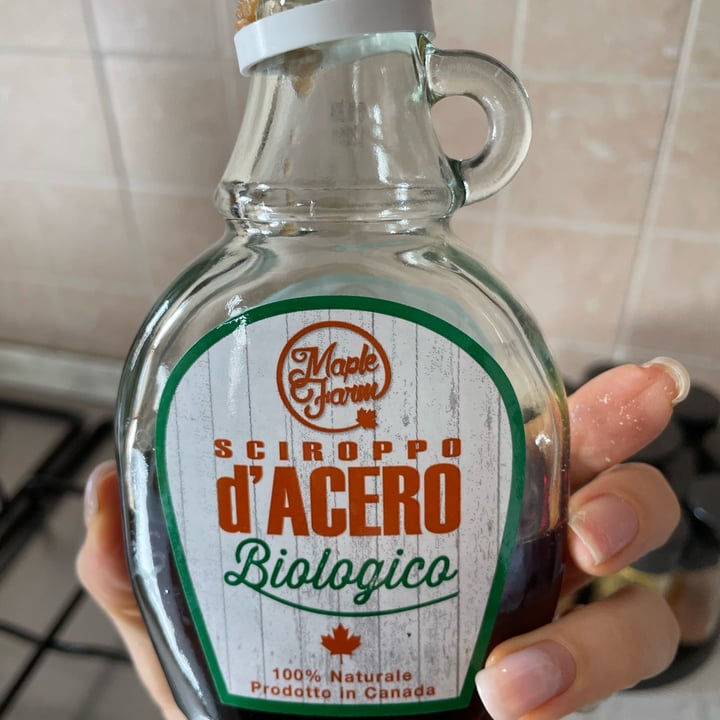 Maple
Farm
SCIROPPO
d'ACERO
Biologico
100% Naturale
Prodotto in Canada